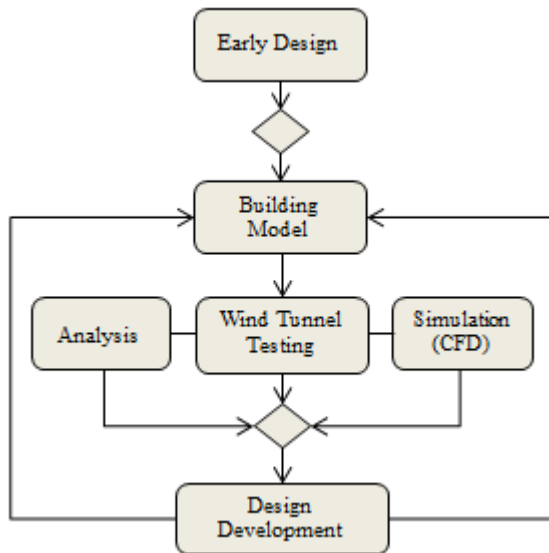 Early Design
Building
Model
Analysis
Wind Tunnel
Testing
Simulation
(CFD)
Design
Development